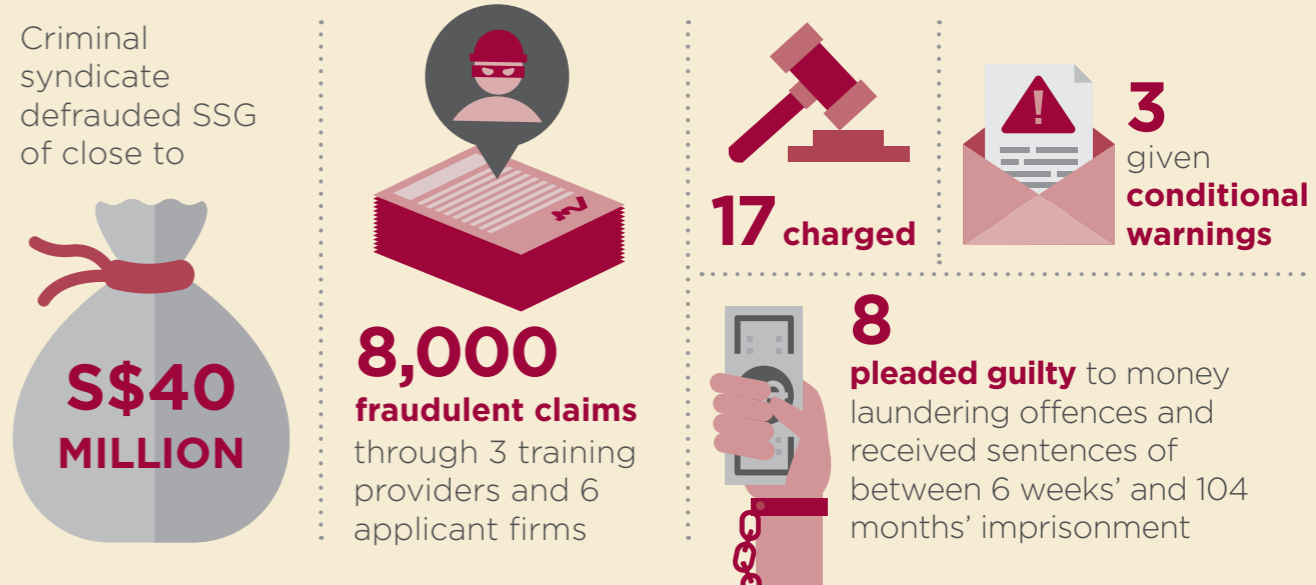 Criminal
syndicate
defrauded SSG
of close to
S$40
MILLION
8,000
fraudulent claims
through 3 training
providers and 6
applicant firms
17 charged
3
given
conditional
warnings
8
pleaded guilty to money
laundering offences and
received sentences of
between 6 weeks’ and 104
months’ imprisonment